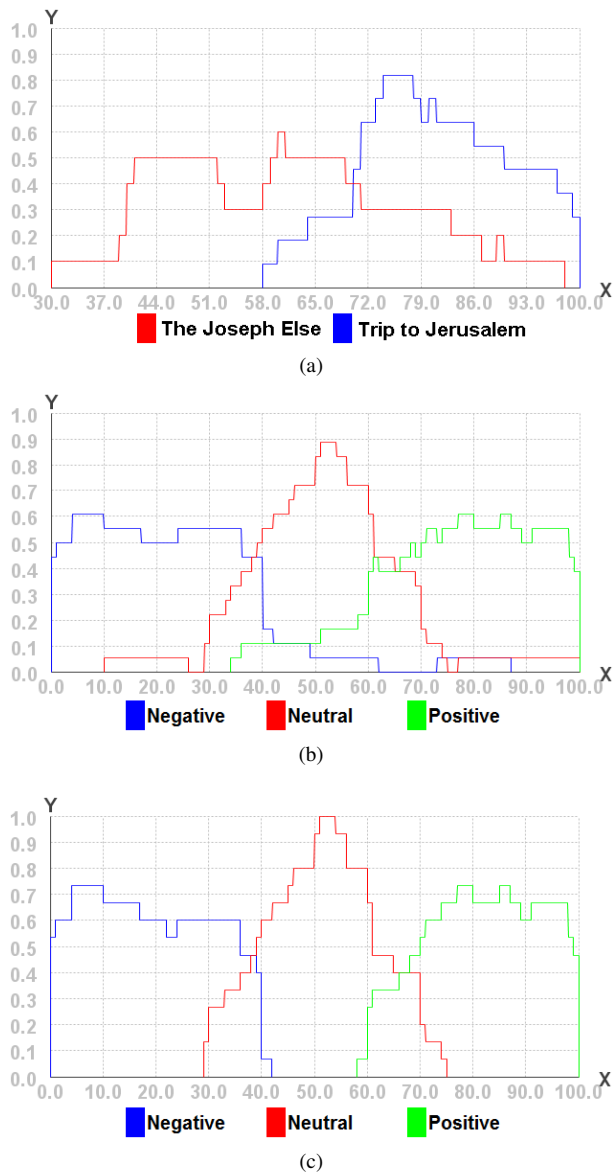 Y
1.0
0.9
0.8
0.7
0.6
0.5
0.4
0.3
0.2
0.1
0.0
30.0 37.0 44.0 51.0 58.0 65.0 72.0 79.0 86.0 93.0 100.0 X
The Joseph Else Trip to Jerusalem
(a)
Y
1.0
0.9
0.8
0.7
0.6
0.5
0.4
0.3
0.2
0.1
0.0
0.0 10.0 20.0 30.0 40.0 50.0 60.0 70.0 80.0 90.0 100.0 X
Negative Neutral Positive
(b)
Y
1.0
0.9
0.8
0.7
0.6
0.5
0.4
0.3
0.2
0.1
0.0
0.0 10.0 20.0 30.0 40.0 50.0 60.0 70.0 80.0 90.0 100.0 X
Negative Neutral Positive
(c)